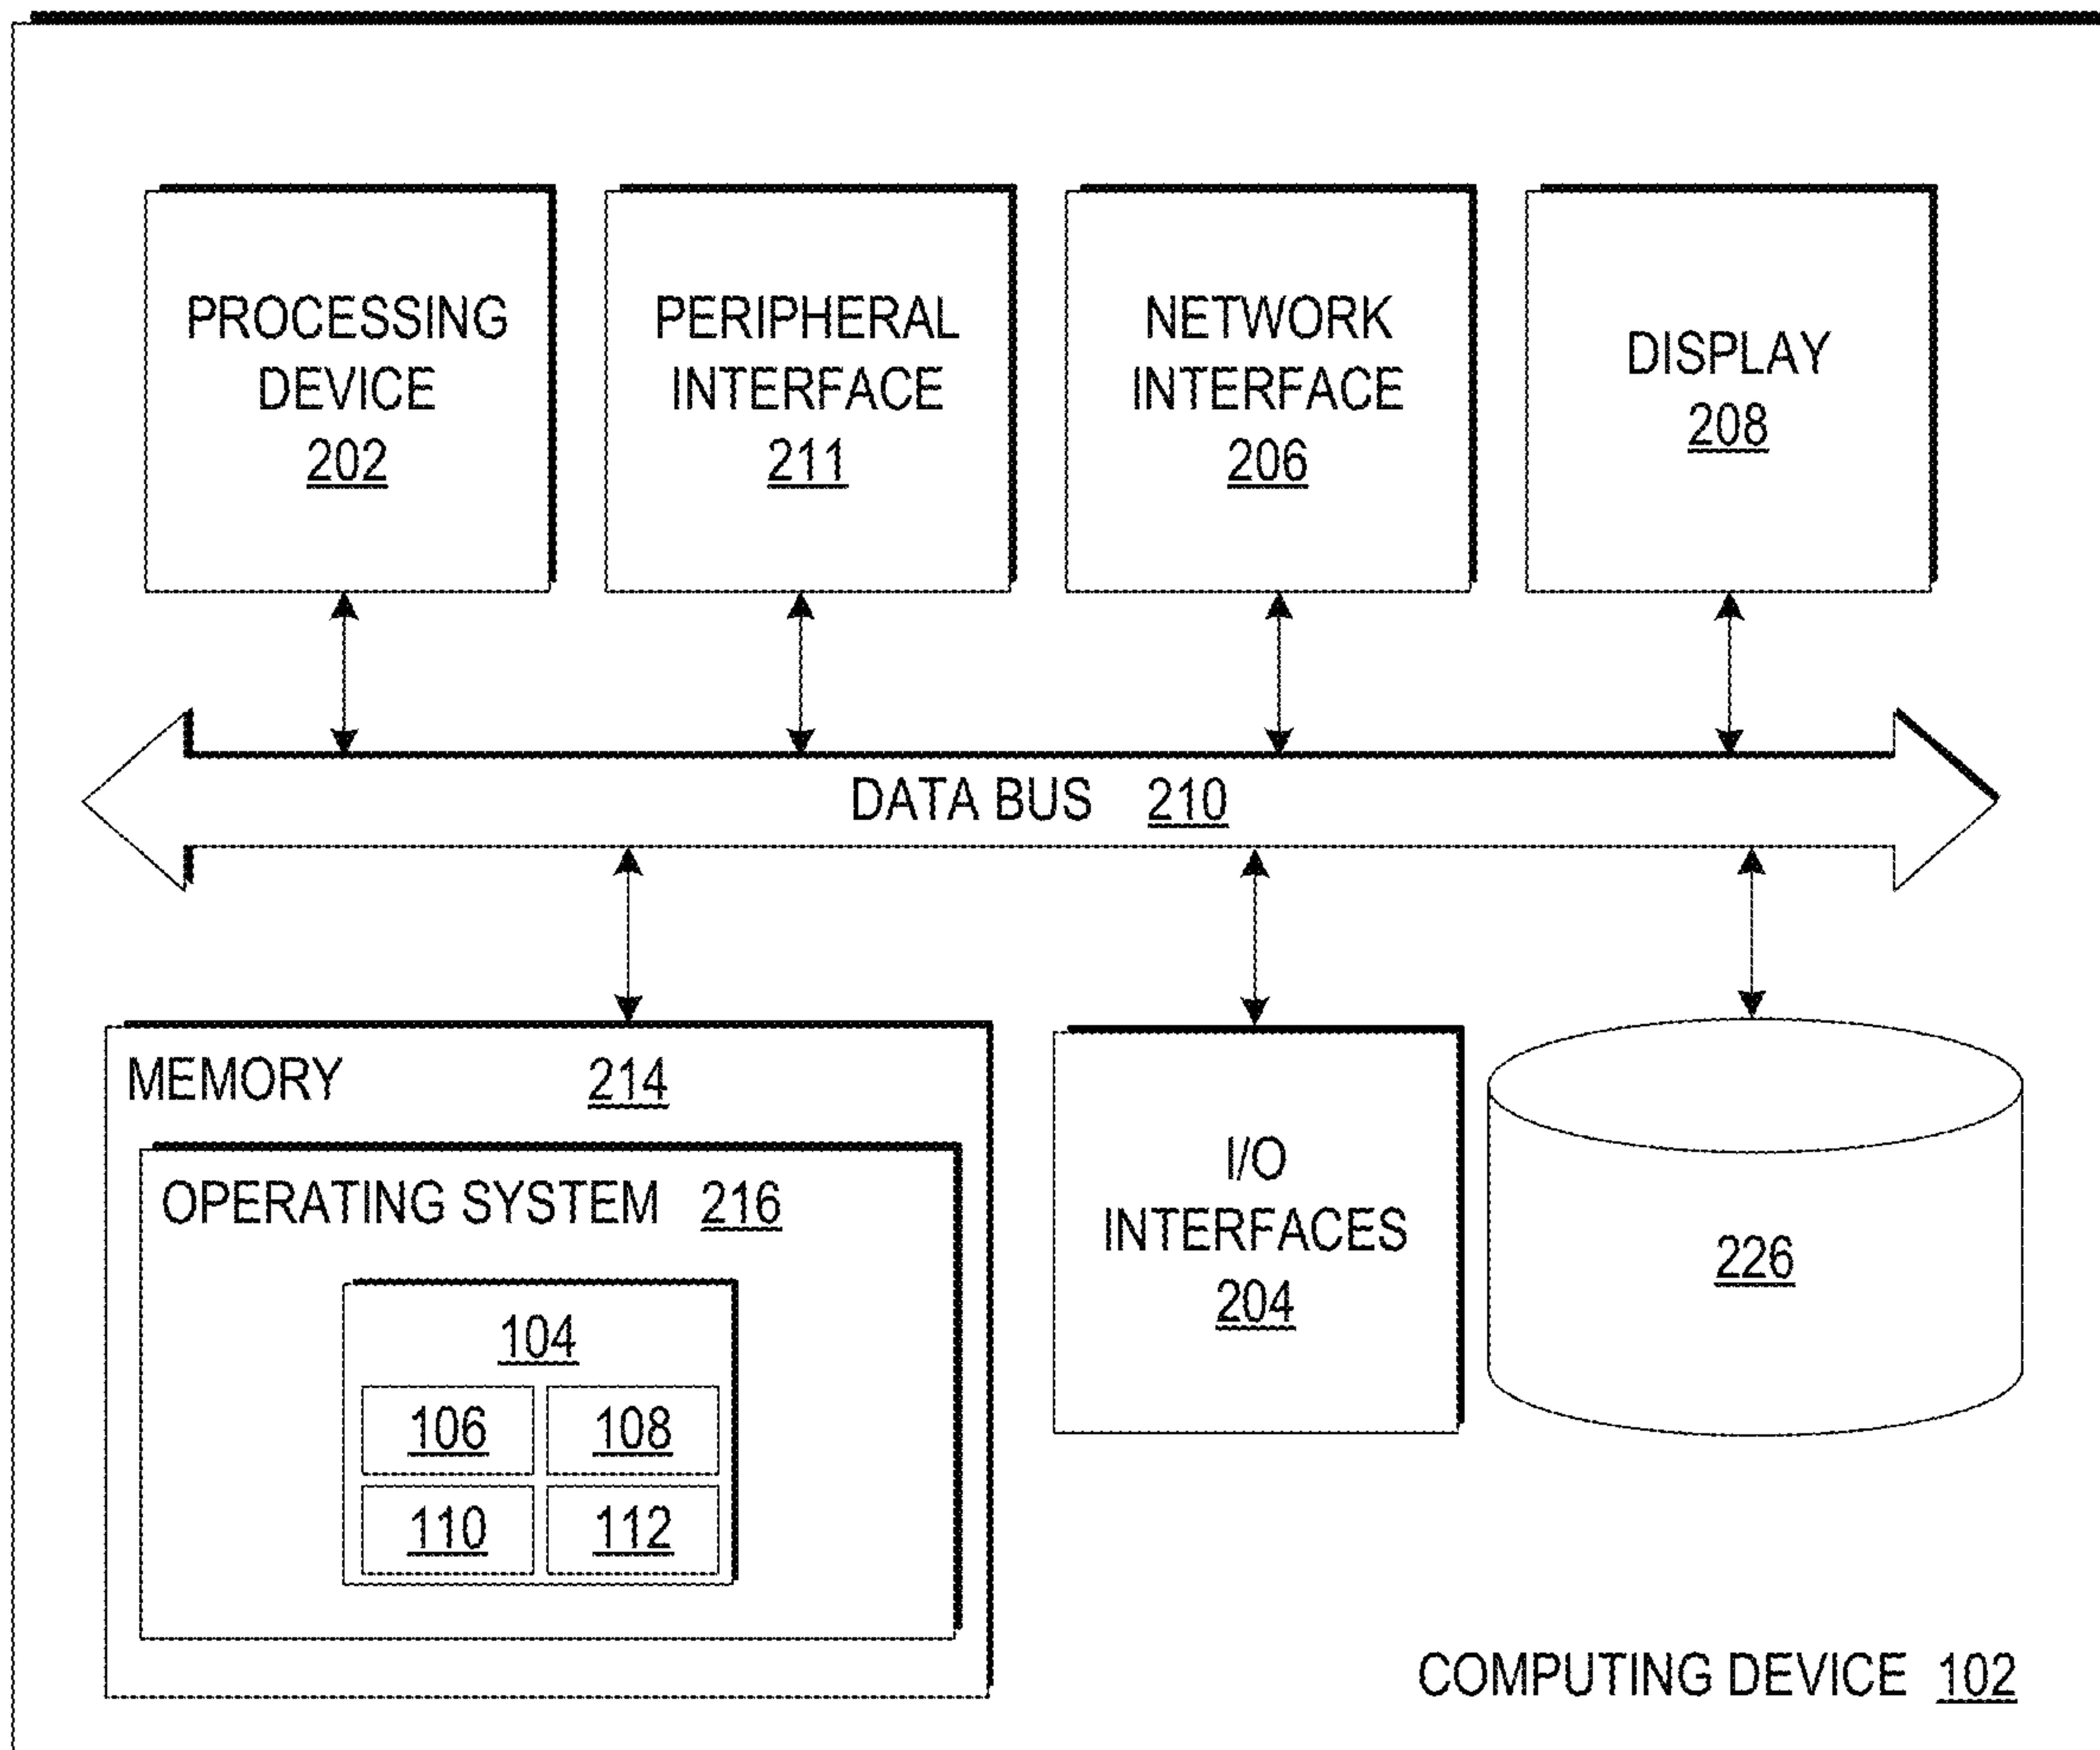 PROCESSING
DEVICE
202
PERIPHERAL
INTERFACE
211
NETWORK
INTERFACE
206
DISPLAY
208
DATA BUS 210
MEMORY 214
OPERATING SYSTEM 216
104
106 108
110 112
I/O
INTERFACES
204
226
COMPUTING DEVICE 102